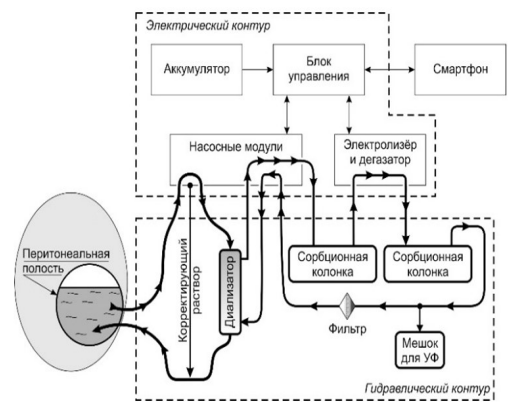 Электрический контур
Аккумулятор
Блок
управления
Смартфон
Насосные модули
Электролизёр
и дегазатор
Перитонеальная
полость
Корректирующий
раствор
Диализатор
Сорбционная
колонка
Сорбционная
колонка
Фильтр
Мешок
для УФ
Гидравлический контур